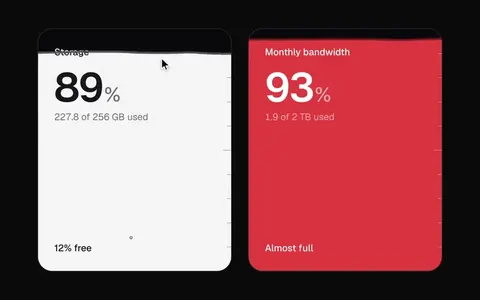 Storage
89%
227.8 of 256 GB used
12% free
Monthly bandwidth
93%
1.9 of 2 TB used
Almost full